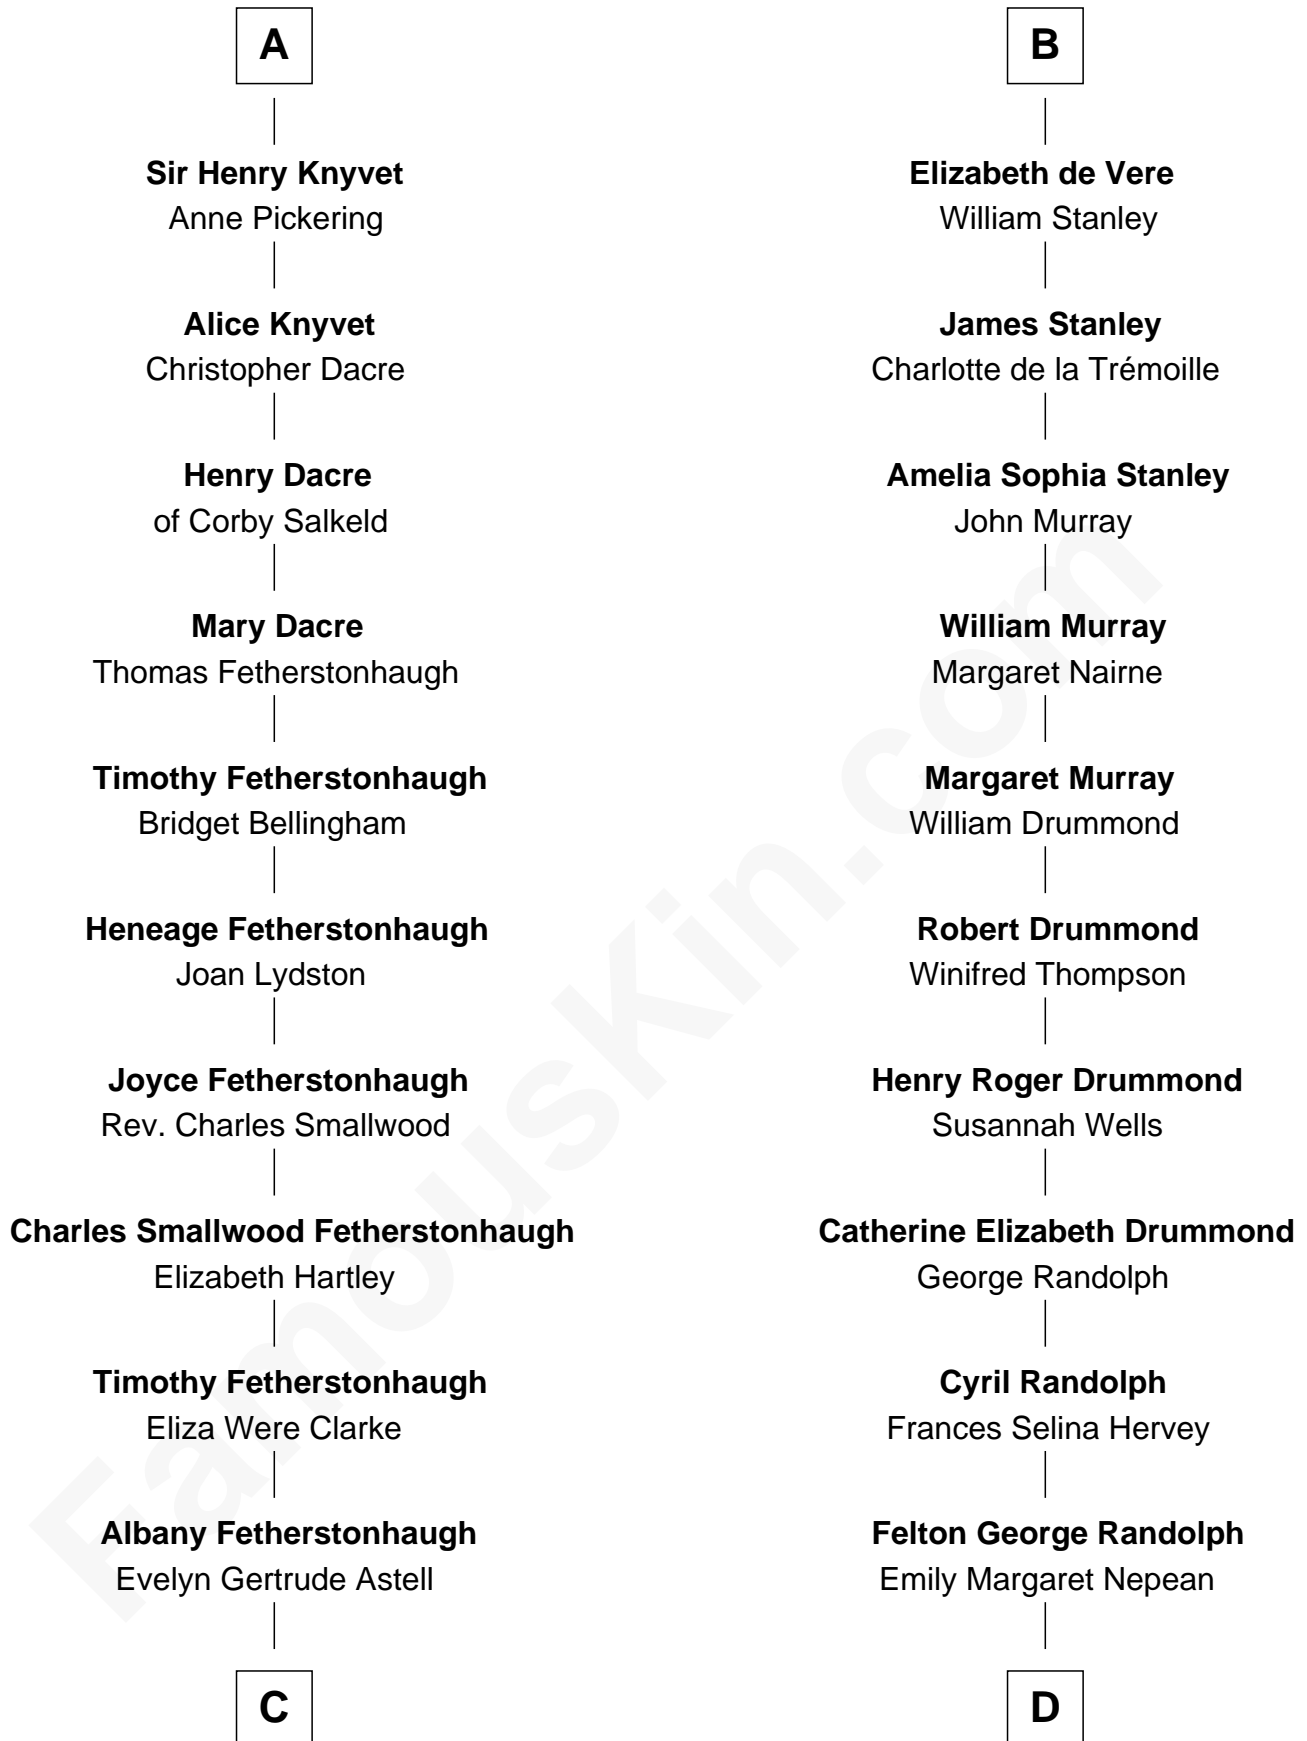 A
Sir Henry Knyvet
Anne Pickering
Alice Knyvet
Christopher Dacre
Henry Dacre
of Corby Salkeld
Mary Dacre
Thomas Fetherstonhaugh
Timothy Fetherstonhaugh
Bridget Bellingham
Heneage Fetherstonhaugh
Joan Lydston
Joyce Fetherstonhaugh
Rev. Charles Smallwood
Charles Smallwood Fetherstonhaugh
Elizabeth Hartley
Timothy Fetherstonhaugh
Eliza Were Clarke
Albany Fetherstonhaugh
Evelyn Gertrude Astell
C
B
Elizabeth de Vere
William Stanley
James Stanley
Charlotte de la Trémoille
Amelia Sophia Stanley
John Murray
William Murray
Margaret Nairne
Margaret Murray
William Drummond
Robert Drummond
Winifred Thompson
Henry Roger Drummond
Susannah Wells
Catherine Elizabeth Drummond
George Randolph
Cyril Randolph
Frances Selina Hervey
Felton George Randolph
Emily Margaret Nepean
D
FamousKin.com